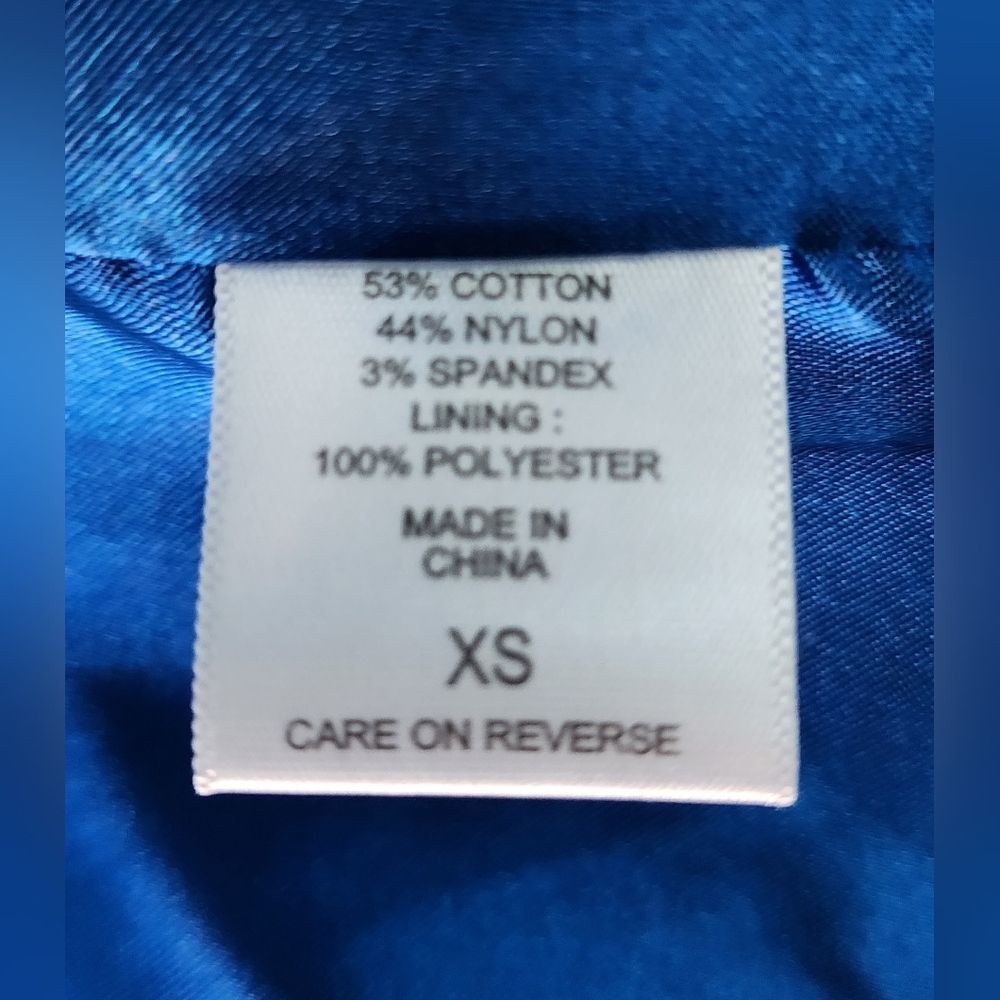 53% COTTON
44% NYLON
3% SPANDEX
LINING :
100% POLYESTER
MADE IN
CHINA
XS
CARE ON REVERSE